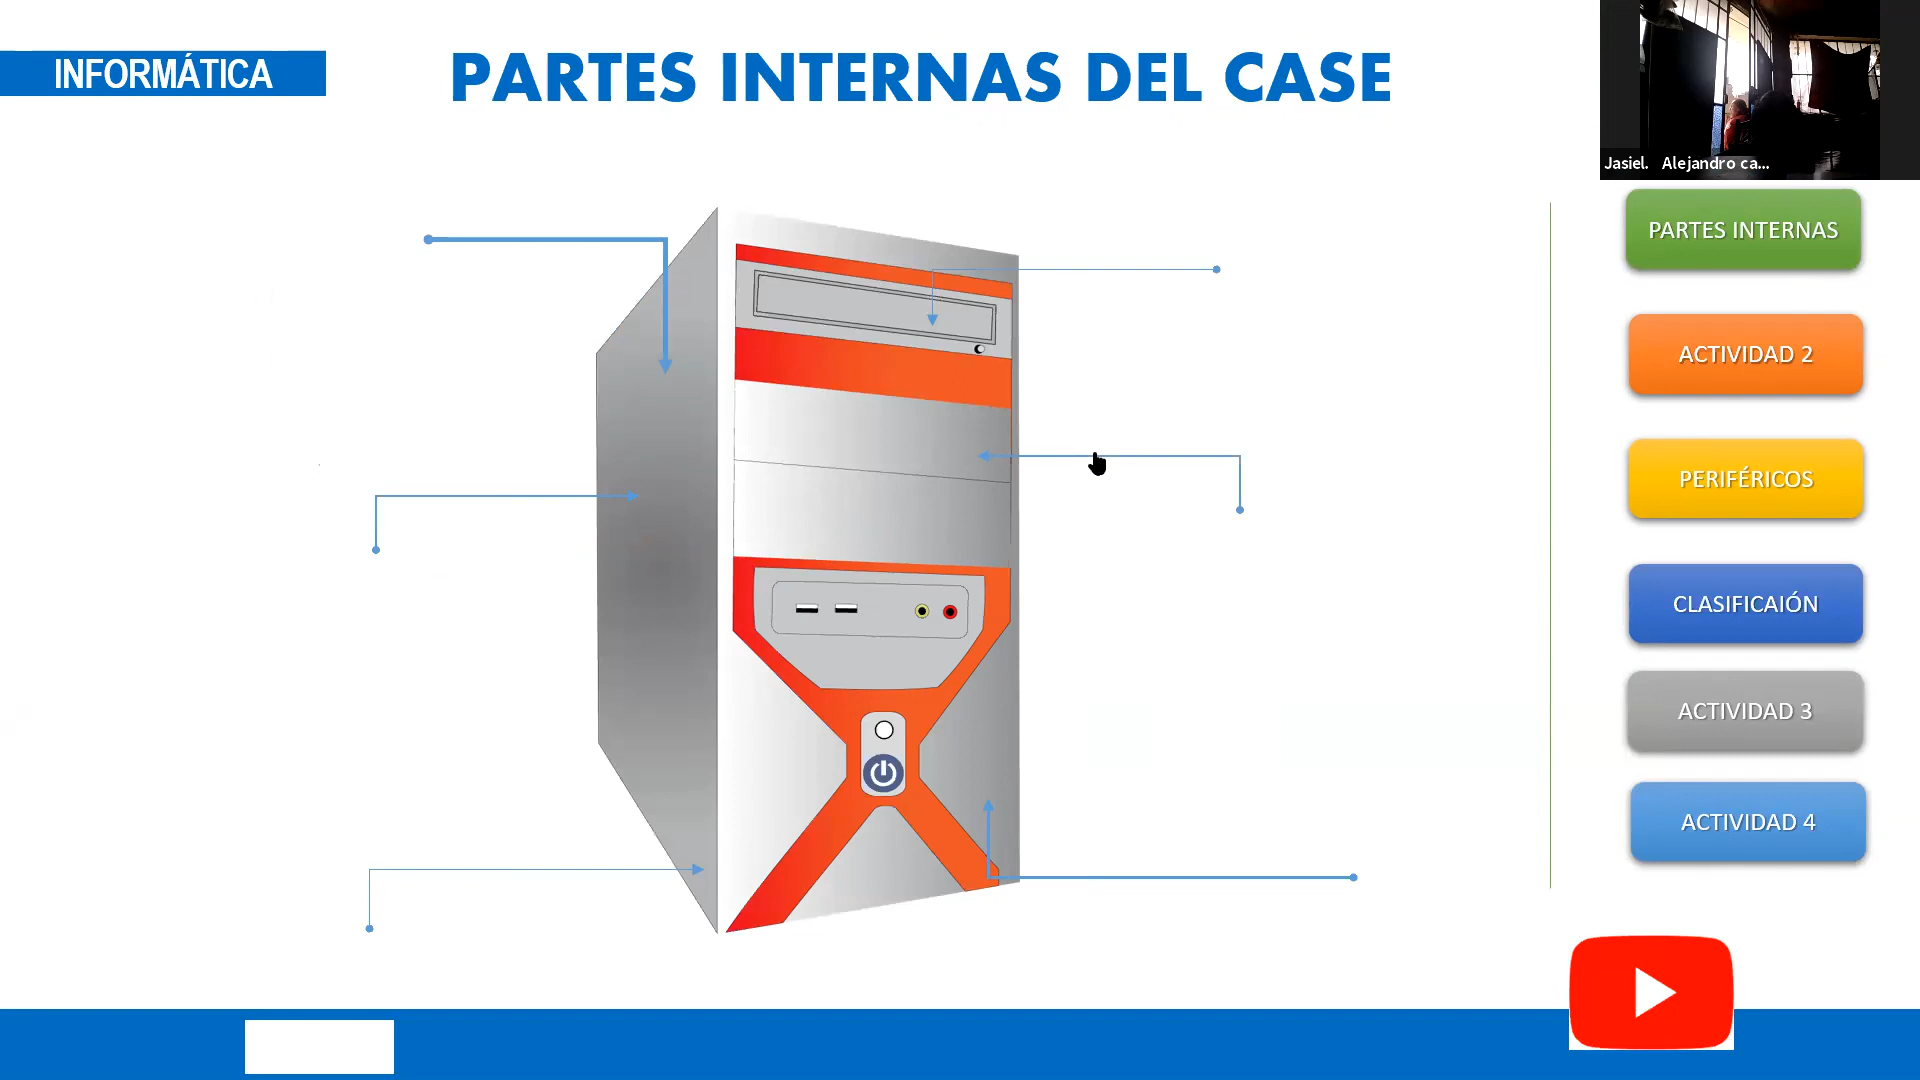 INFORMÁTICA
PARTES INTERNAS DEL CASE
Jasiel. Alejandro ca...
PARTES INTERNAS
ACTIVIDAD 2
PERIFÉRICOS
CLASIFICAIÓN
ACTIVIDAD 3
ACTIVIDAD 4